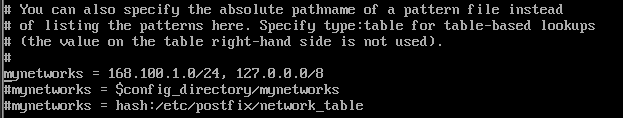 # You can also specify the absolute pathname of a pattern file instead
# of listing the patterns here. Specify type:table for table-based lookups
# (the value on the table right-hand side is not used).
#
mynetworks = 168.100.1.0/24, 127.0.0.0/8
#mynetworks = $config_directory/mynetworks
#mynetworks = hash:/etc/postfix/network_table